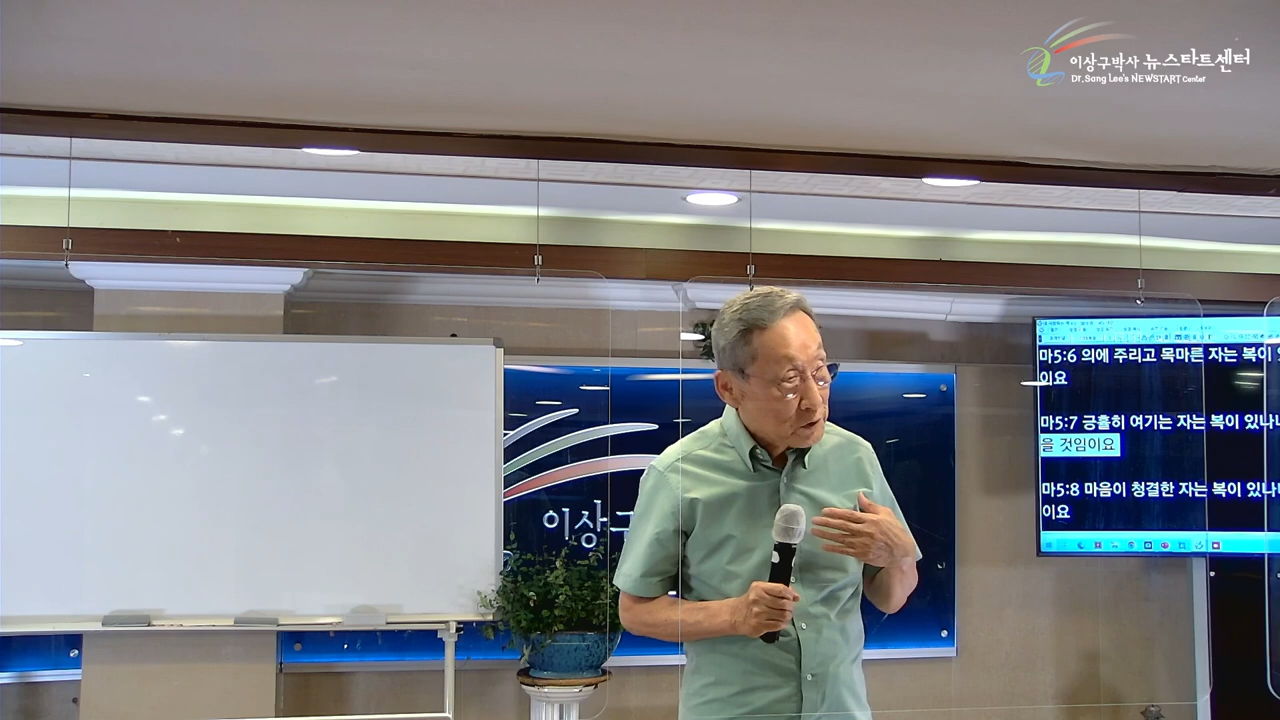 이상구박사 뉴스타트센터
Dr. Sang Lee's NEWSTART Center
이상구
마5:6 의에 주리고 목마른 자는 복이
이요
마5:7 긍휼히 여기는 자는 복이 있나니
을 것임이요
마5:8 마음이 청결한 자는 복이 있나니
이요